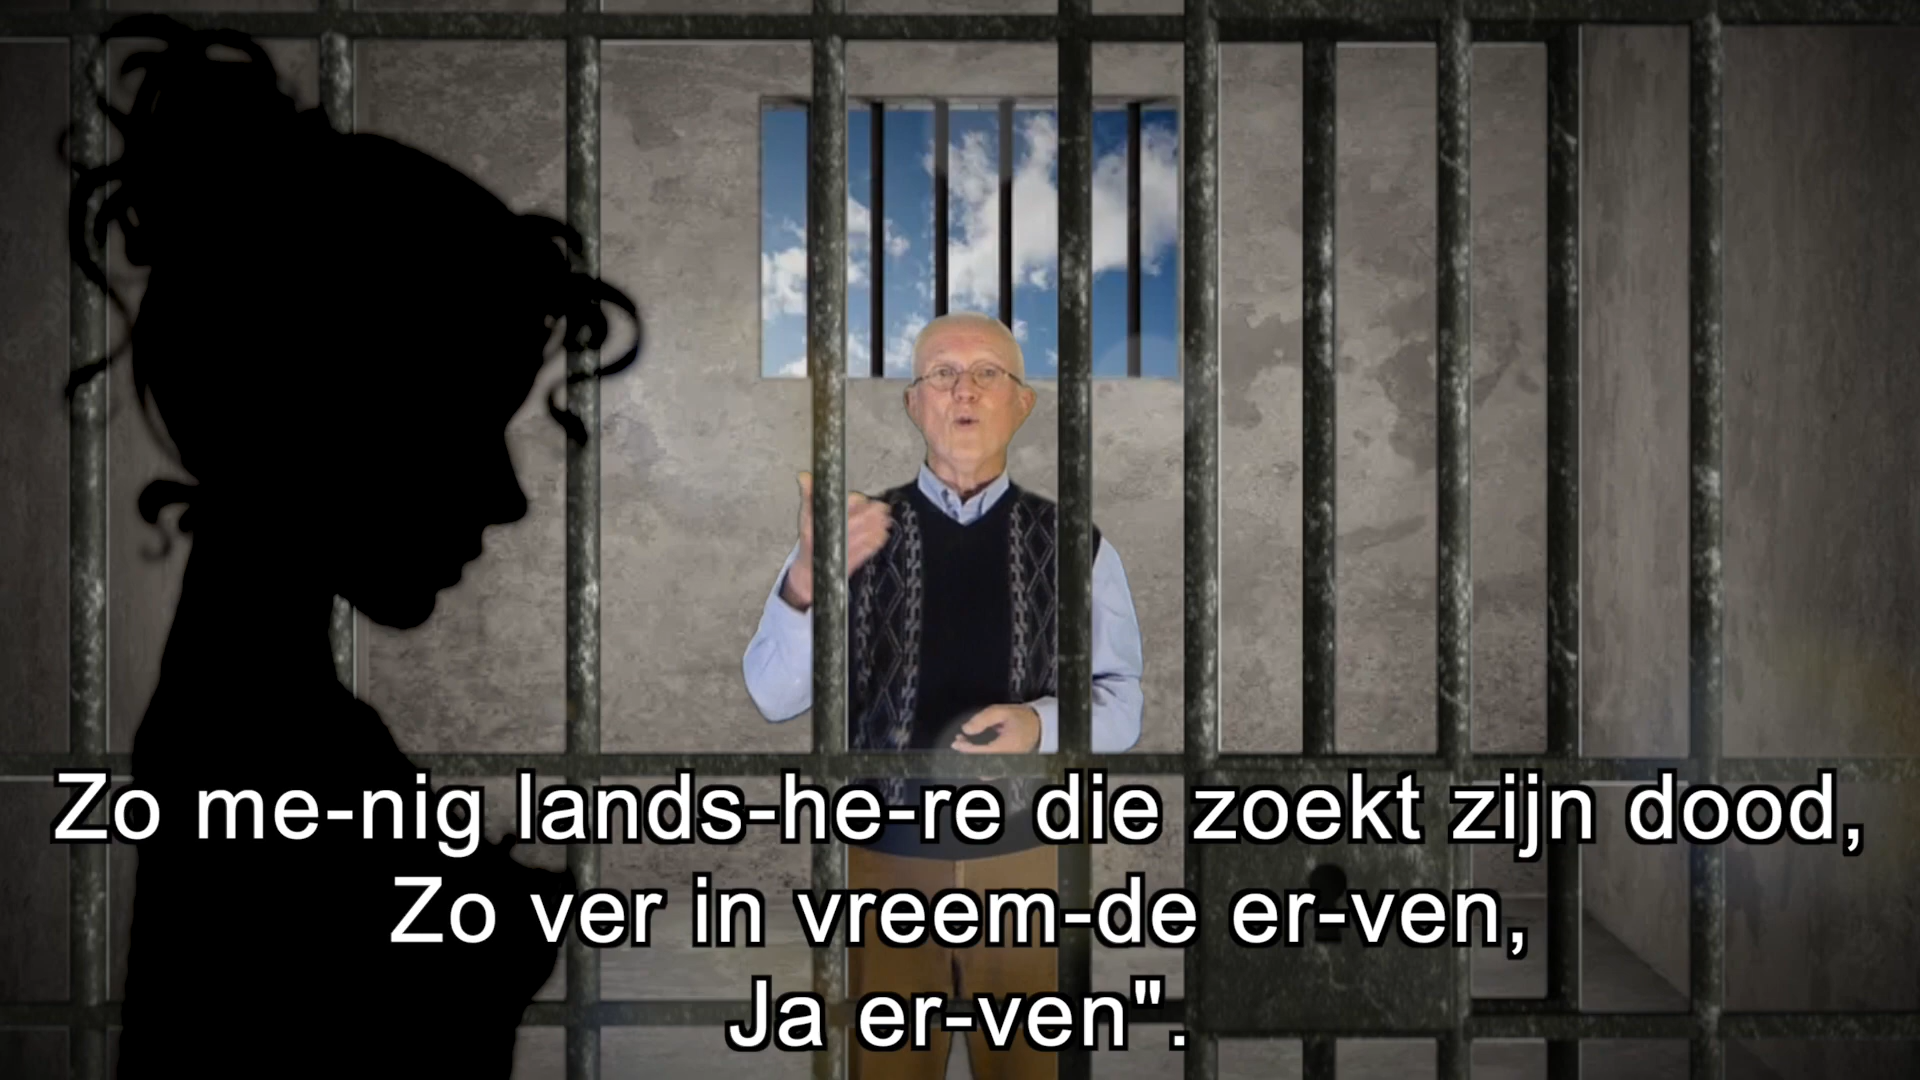 Zo me-nig lands-he-re die zoekt zijn dood,
Zo ver in vreem-de er-ven,
Ja er-ven".